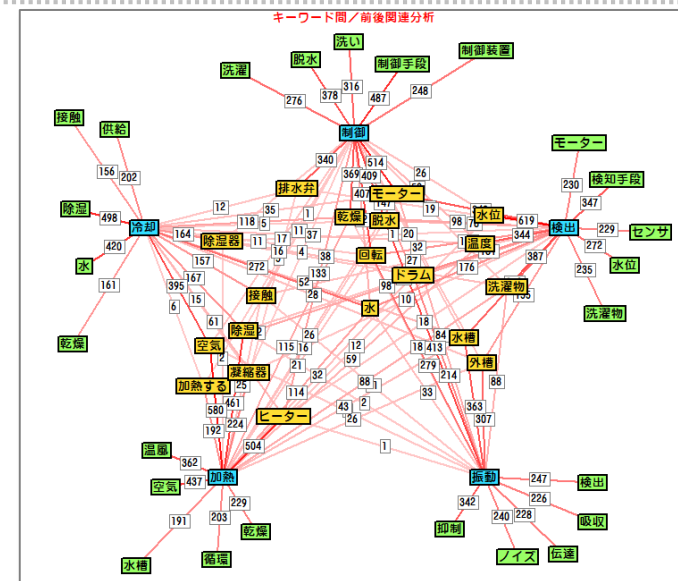 キーワード間／前後関連分析
洗い
脱水
制御手段
制御装置
洗濯
316
378
487
248
276
接触
供給
制御
モーター
156
202
340
514
369
409
26
230
検知手段
排水弁
モーター
347
除湿
498
冷却
12
35
1
乾燥
脱水
19
水位
619
検出
229
センサ
118
5
11
37
98
344
272
水位
164
除湿器
11
17
1
20
温度
420
水
157
272
16
4
38
回転
32
27
ドラム
176
387
235
161
167
133
52
98
洗濯物
395
15
接触
28
10
洗濯物
乾燥
6
61
水
18
除湿
26
84
水槽
空気
115
16
12
18
413
外槽
2
59
279
凝縮器
21
32
88
214
88
加熱する
25
114
33
580
461
43
2
363
192
224
ヒーター
26
307
温風
504
1
362
加熱
振動
247
検出
空気
437
226
229
342
吸収
191
203
乾燥
抑制
240
228
水槽
循環
ノイズ
伝達